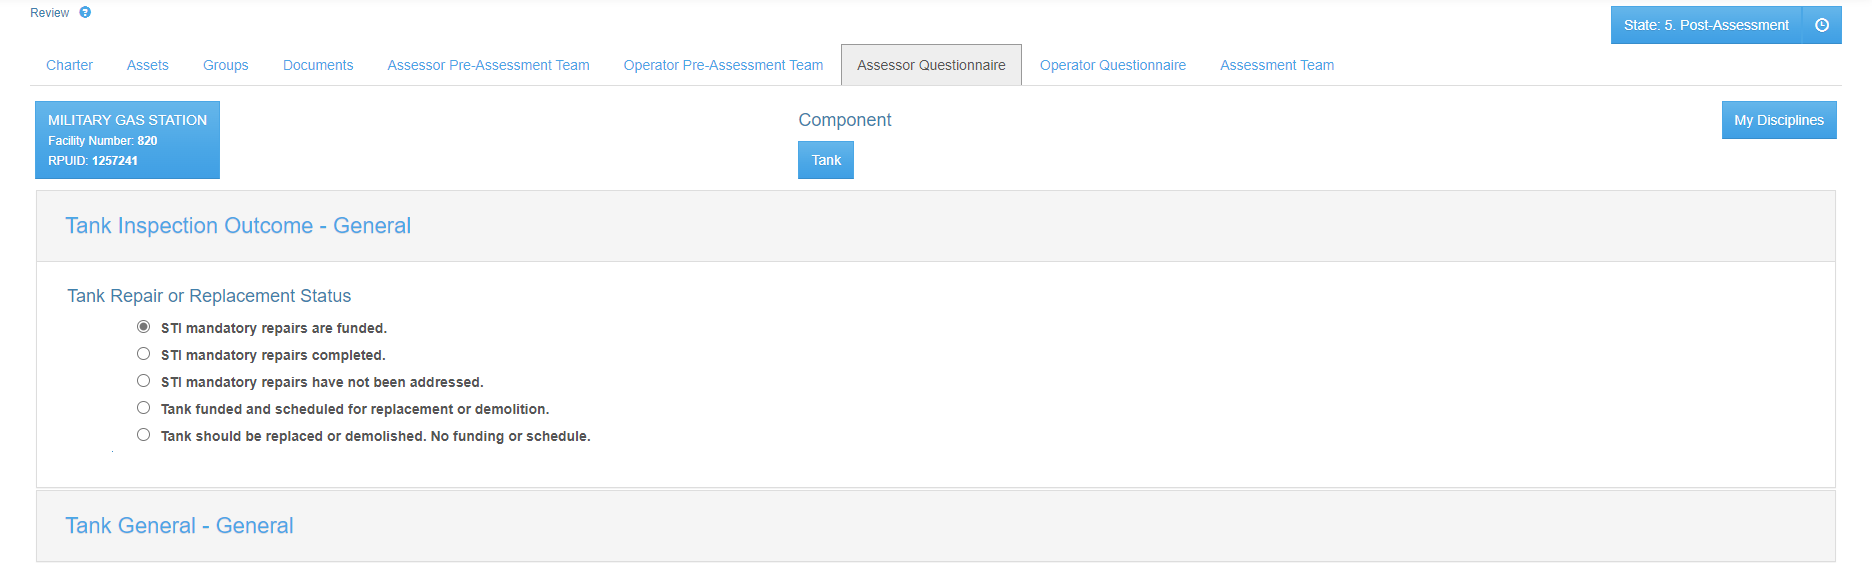 Review
State: 5. Post-Assessment
Charter Assets Groups Documents Assessor Pre-Assessment Team Operator Pre-Assessment Team Assessor Questionnaire Operator Questionnaire Assessment Team
MILITARY GAS STATION
Facility Number: 820
RPUID: 1257241
Component
Tank
My Disciplines
Tank Inspection Outcome - General
Tank Repair or Replacement Status
STI mandatory repairs are funded.
STI mandatory repairs completed.
STI mandatory repairs have not been addressed.
Tank funded and scheduled for replacement or demolition.
Tank should be replaced or demolished. No funding or schedule.
Tank General - General